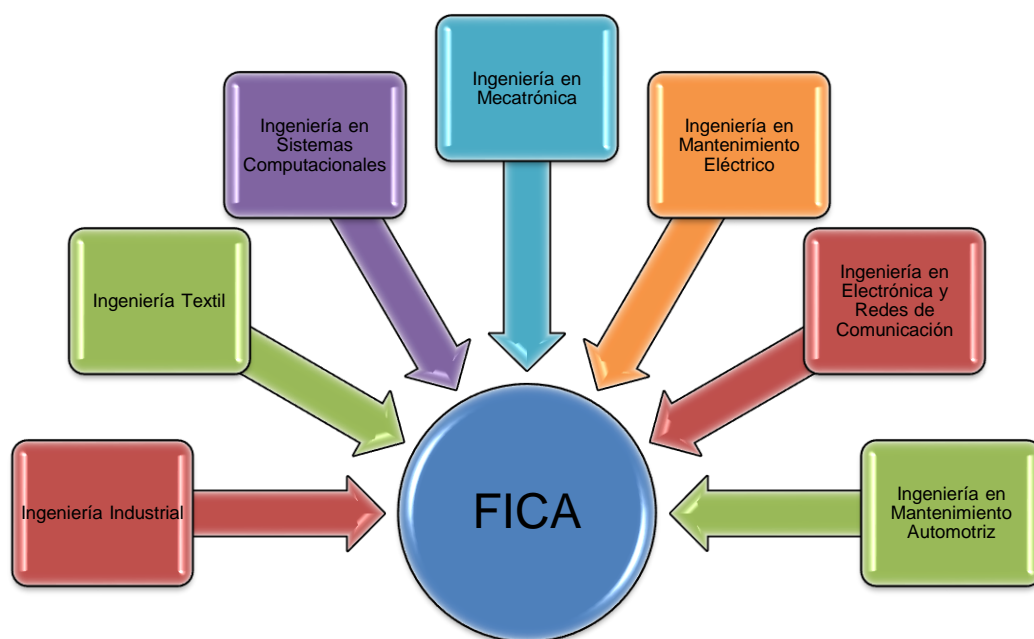 Ingeniería en
Mecatrónica
Ingeniería en
Sistemas
Computacionales
Ingeniería en
Mantenimiento
Eléctrico
Ingeniería Textil
Ingeniería en
Electrónica y
Redes de
Comunicación
Ingeniería Industrial
FICA
Ingeniería en
Mantenimiento
Automotriz